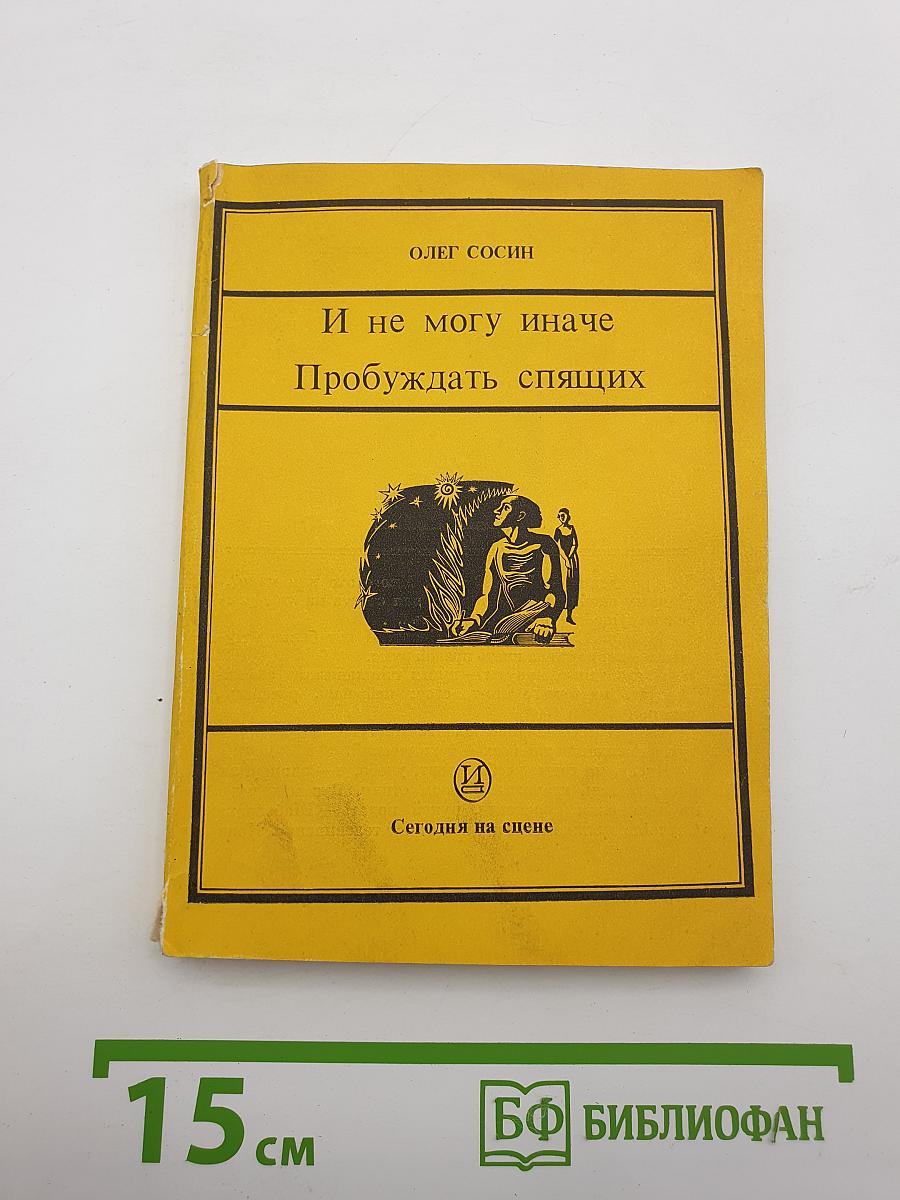 ОЛЕГ СОСИН
И не могу иначе
Пробуждать спящих
И
Сегодня на сцене
15 см
БФ БИБЛИОФАН